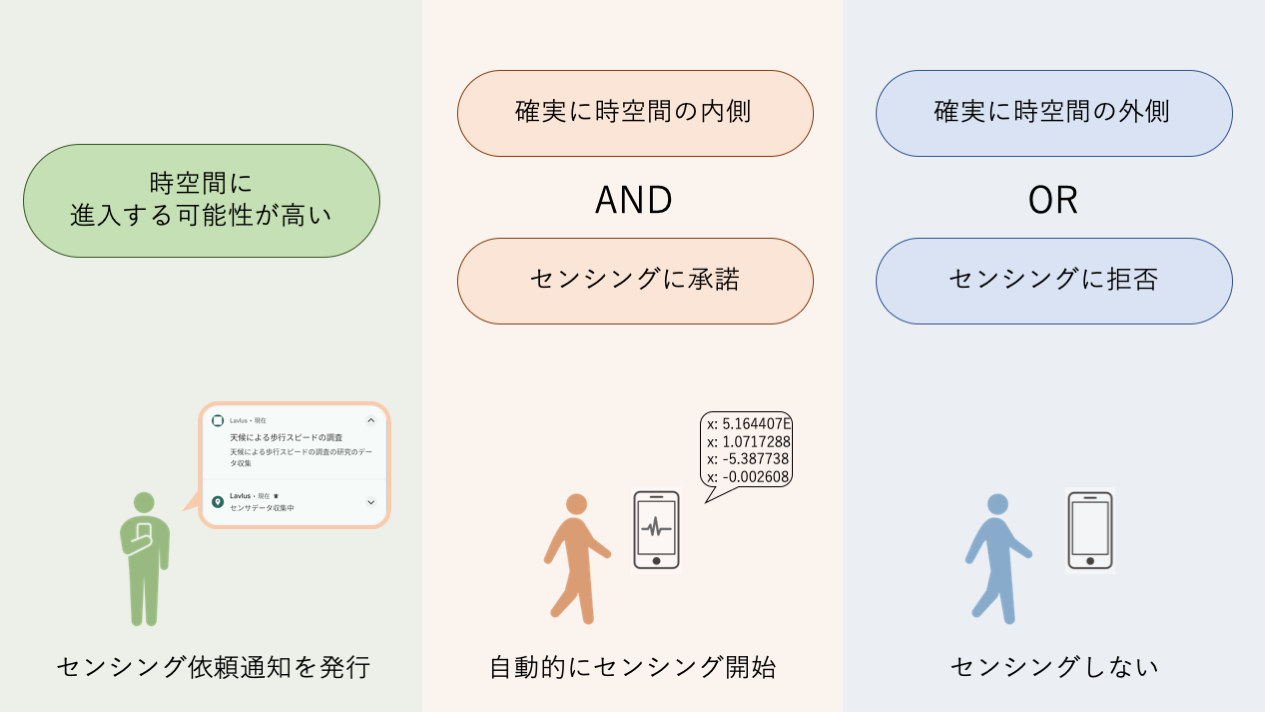 時空間に
進入する可能性が高い
Lavlus • 現在
天候による歩行スピードの調査
天候による歩行スピードの調査の研究のデー
タ収集
Lavlus • 現在
センサデータ収集中
センシング依頼通知を発行
確実に時空間の内側
AND
センシングに承諾
x: 5.164407E
x: 1.0717288
x: -5.387738
x: -0.002608
自動的にセンシング開始
確実に時空間の外側
OR
センシングに拒否
センシングしない